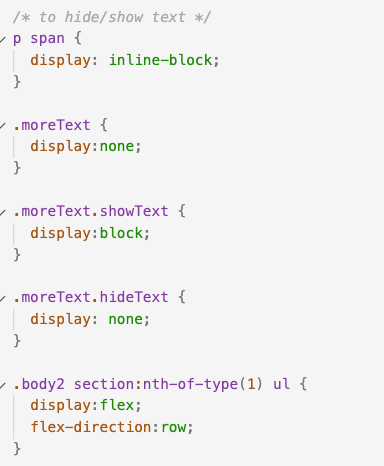 /* to hide/show text */
p span {
display: inline-block;
}
.moreText {
display:none;
}
.moreText.showText {
display:block;
}
.moreText.hideText {
display: none;
}
.body2 section:nth-of-type(1) ul {
display:flex;
flex-direction:row;
}